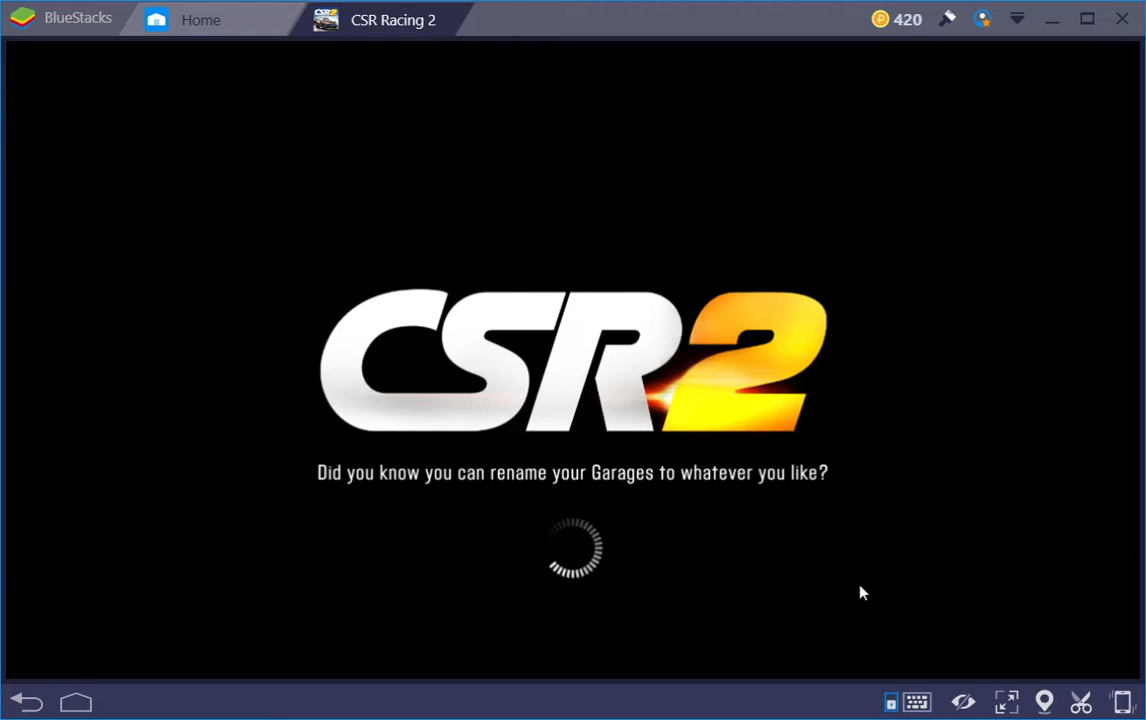 BlueStacks
Home
CSR Racing 2
420
CSR2
Did you know you can rename your Garages to whatever you like?